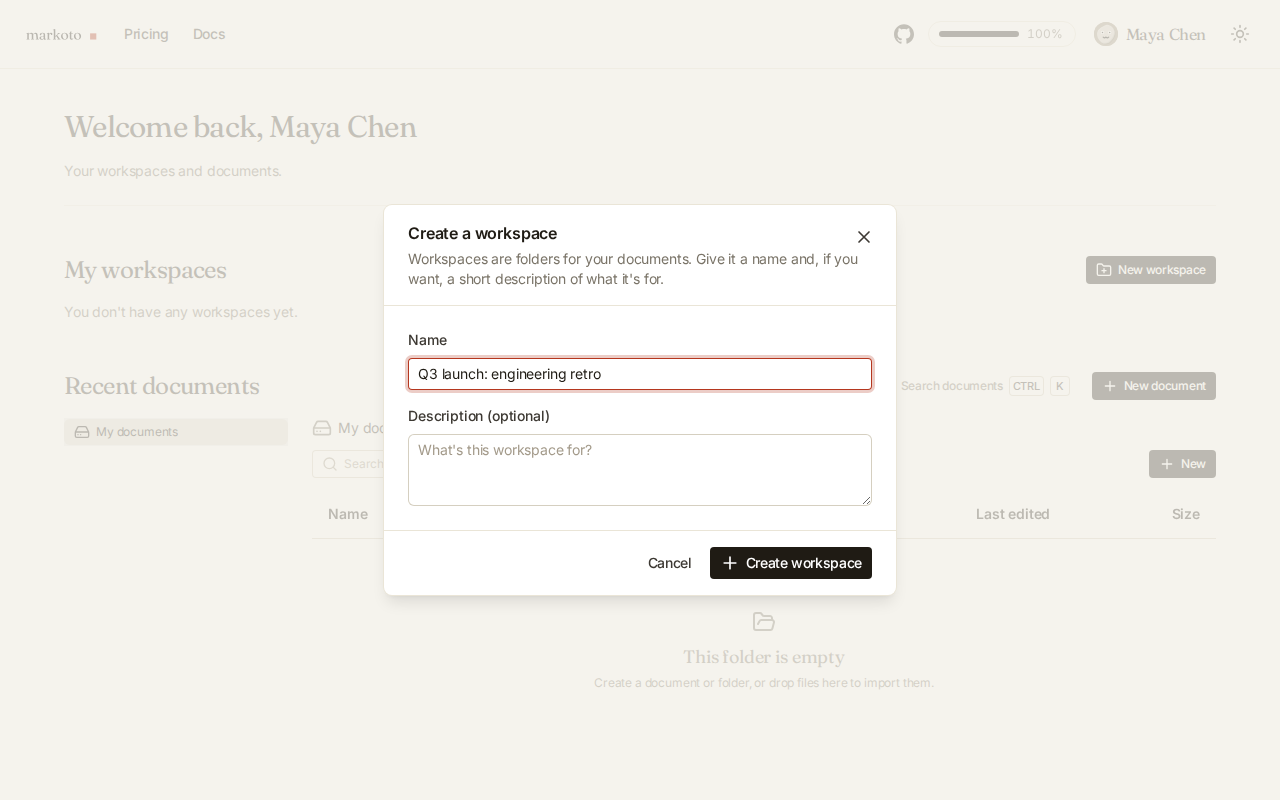 markoto
Pricing
Docs
100%
Maya Chen
Welcome back, Maya Chen
Your workspaces and documents.
My workspaces
New workspace
You don't have any workspaces yet.
Recent documents
Search documents CTRL K
New document
My documents
My doc
Search
New
Name
Last edited
Size
This folder is empty
Create a document or folder, or drop files here to import them.
Create a workspace
Workspaces are folders for your documents. Give it a name and, if you
want, a short description of what it's for.
Name
Q3 launch: engineering retro
Description (optional)
What's this workspace for?
Cancel
Create workspace